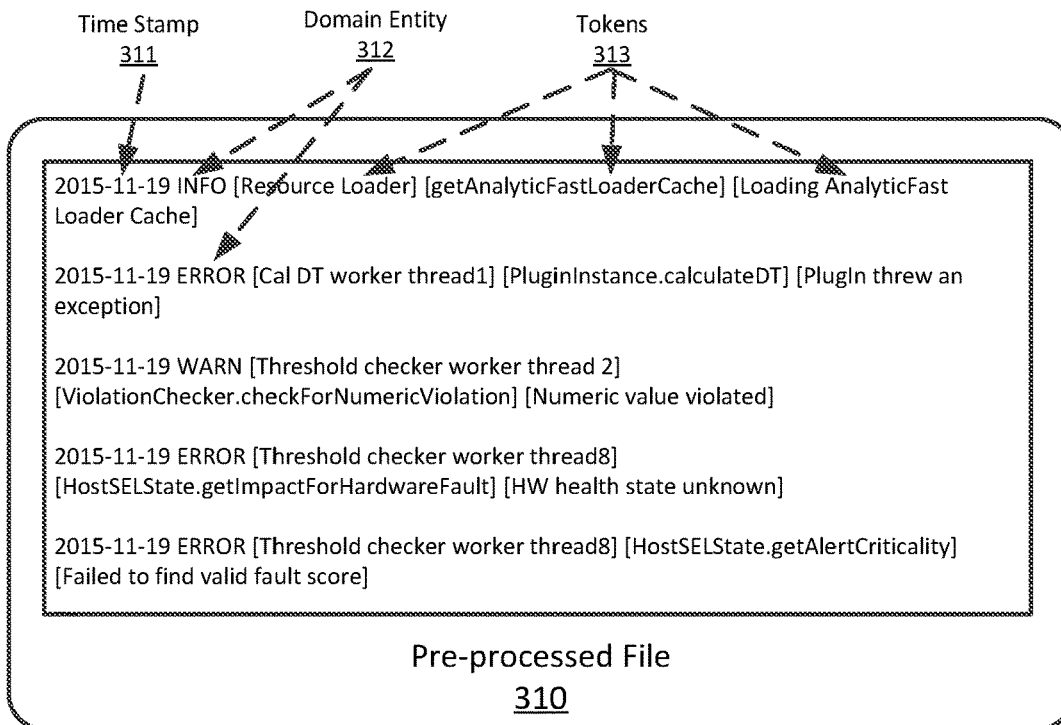 Time Stamp
311
Domain Entity
312
Tokens
313
2015-11-19 INFO [Resource Loader] [getAnalyticFastLoaderCache] [Loading AnalyticFast
Loader Cache]
2015-11-19 ERROR [Cal DT worker thread1] [PluginInstance.calculateDT] [PlugIn threw an
exception]
2015-11-19 WARN [Threshold checker worker thread 2]
[ViolationChecker.checkForNumericViolation] [Numeric value violated]
2015-11-19 ERROR [Threshold checker worker thread8]
[HostSELState.getImpactForHardwareFault] [HW health state unknown]
2015-11-19 ERROR [Threshold checker worker thread8] [HostSELState.getAlertCriticality]
[Failed to find valid fault score]
Pre-processed File
310